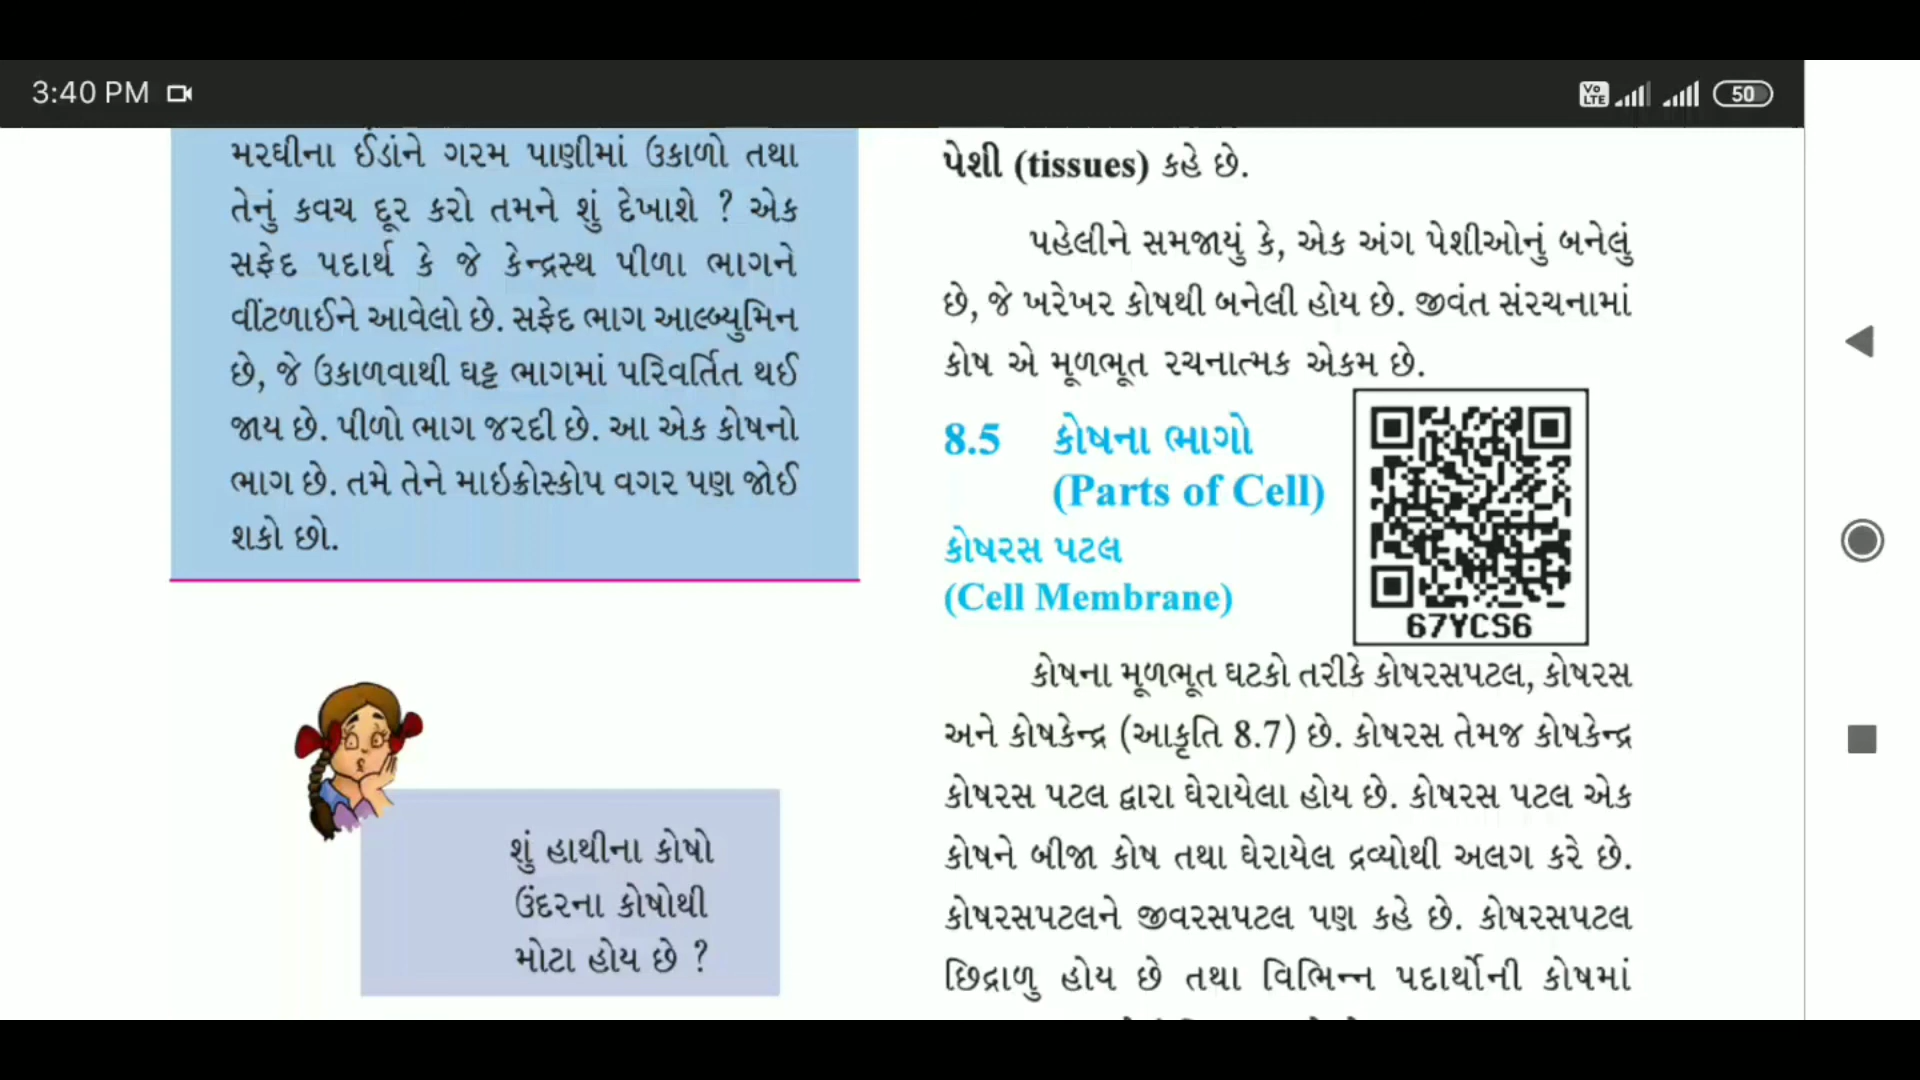 3:40 PM
Vo LTE
50
મરઘીના ઈંડાંને ગરમ પાણીમાં ઉકાળો તથા
તેનું કવચ દૂર કરો તમને શું દેખાશે ? એક
સફેદ પદાર્થ કે જે કેન્દ્રસ્થ પીળા ભાગને
વીંટળાઈને આવેલો છે. સફેદ ભાગ આલ્બ્યુમિન
છે, જે ઉકાળવાથી ઘટ્ટ ભાગમાં પરિવર્તિત થઈ
જાય છે. પીળો ભાગ જરદી છે. આ એક કોષનો
ભાગ છે. તમે તેને માઇક્રોસ્કોપ વગર પણ જોઈ
શકો છો.
શું હાથીના કોષો
ઉંદરના કોષોથી
મોટા હોય છે ?
પેશી (tissues) કહે છે.
પહેલીને સમજાયું કે, એક અંગ પેશીઓનું બનેલું
છે, જે ખરેખર કોષથી બનેલી હોય છે. જીવંત સંરચનામાં
કોષ એ મૂળભૂત રચનાત્મક એકમ છે.
8.5 કોષના ભાગો
(Parts of Cell)
કોષરસ પટલ
(Cell Membrane)
67YCS6
કોષના મૂળભૂત ઘટકો તરીકે કોષરસપટલ, કોષરસ
અને કોષકેન્દ્ર (આકૃતિ 8.7) છે. કોષરસ તેમજ કોષકેન્દ્ર
કોષરસ પટલ દ્વારા ઘેરાયેલા હોય છે. કોષરસ પટલ એક
કોષને બીજા કોષ તથા ઘેરાયેલ દ્રવ્યોથી અલગ કરે છે.
કોષરસપટલને જીવરસપટલ પણ કહે છે. કોષરસપટલ
છિદ્રાળુ હોય છે તથા વિભિન્ન પદાર્થોની કોષમાં